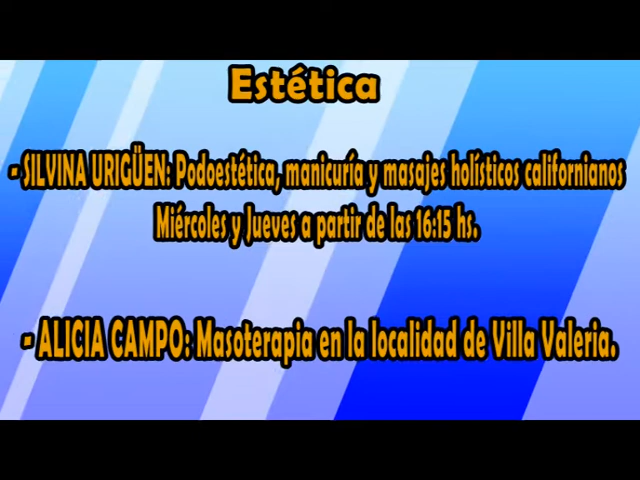 Estética
- SILVINA URIGÜEN: Podoestética, manicuría y masajes holísticos californianos
Miércoles y Jueves a partir de las 16:15 hs.
- ALICIA CAMPO: Masoterapia en la localidad de Villa Valeria.